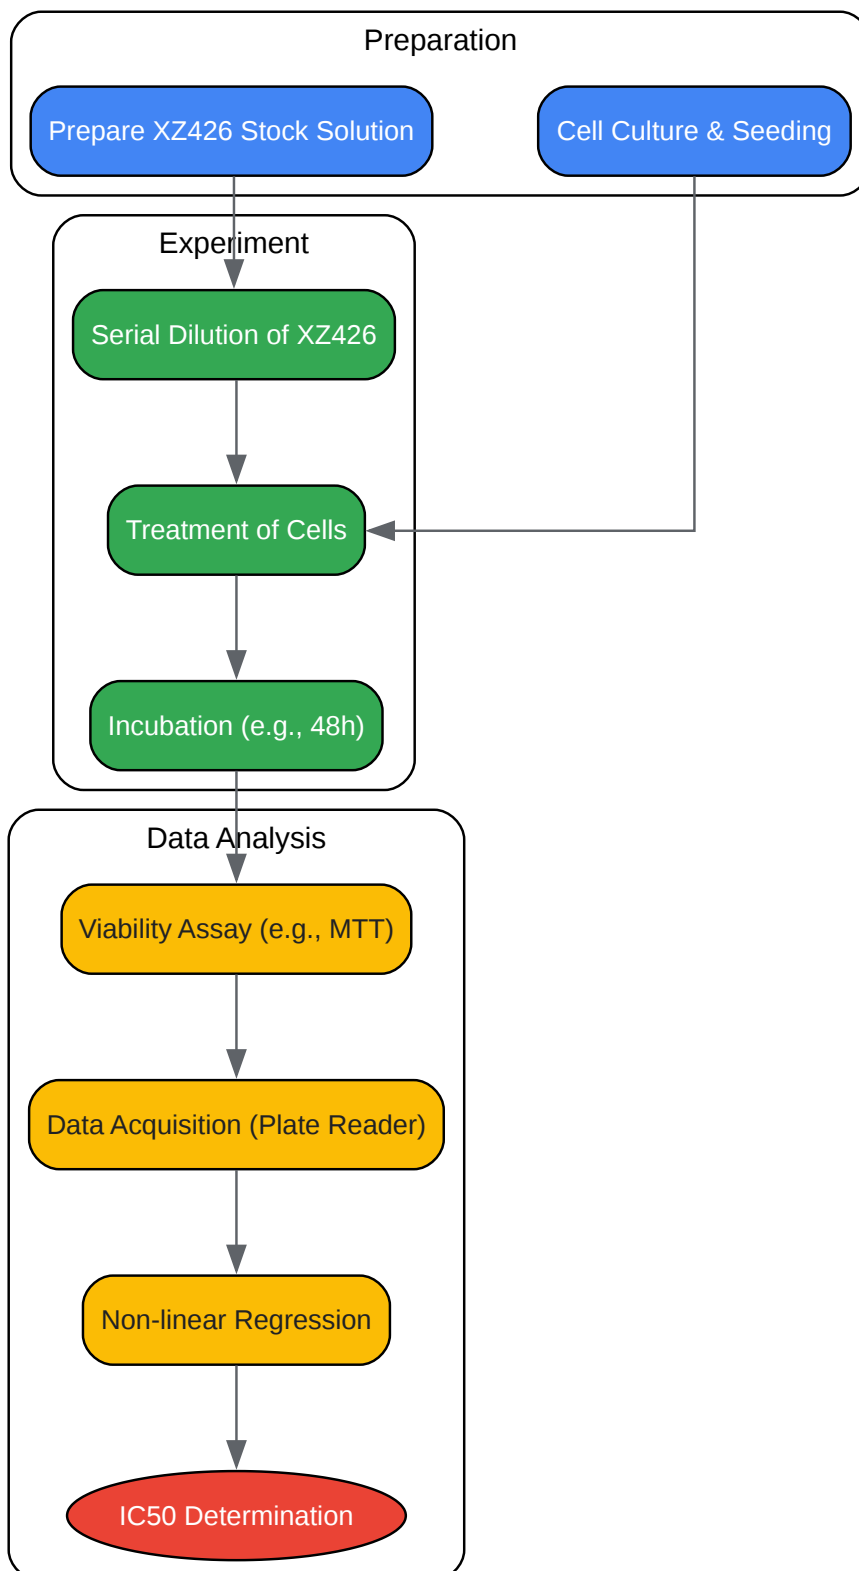 Preparation
Prepare XZ426 Stock Solution
Cell Culture & Seeding
Experiment
Serial Dilution of XZ426
Treatment of Cells
Incubation (e.g., 48h)
Data Analysis
Viability Assay (e.g., MTT)
Data Acquisition (Plate Reader)
Non-linear Regression
IC50 Determination